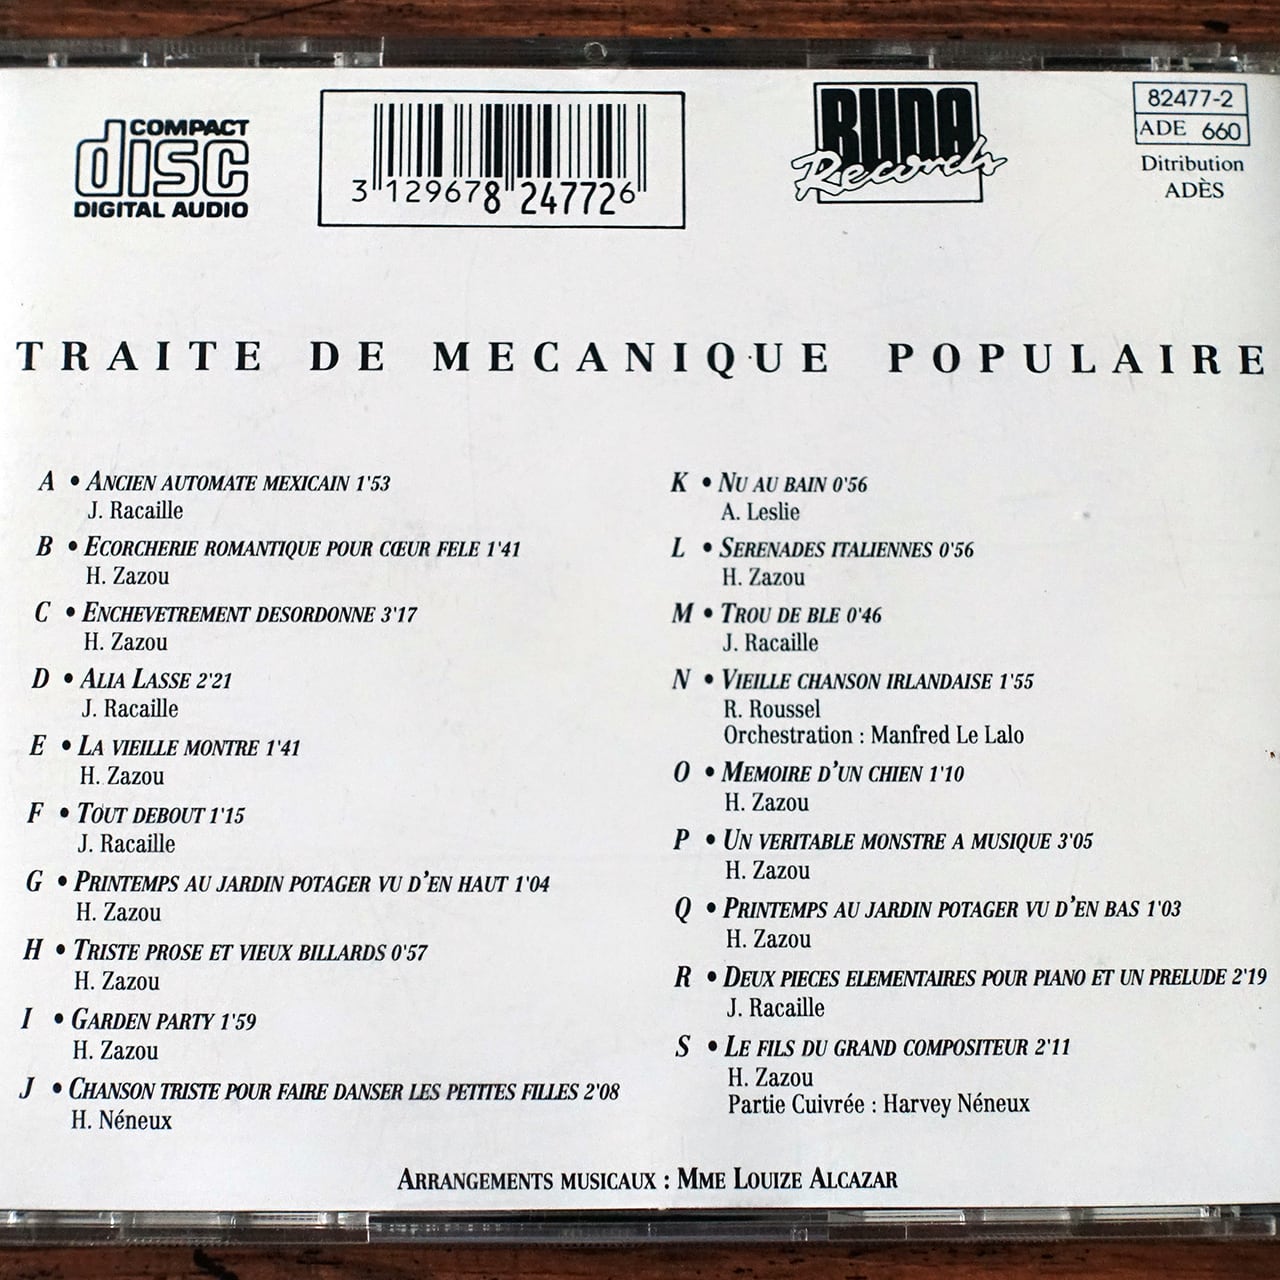 COMPACT
disc
DIGITAL AUDIO
3 129678 247726
BUDA
Records
82477-2
ADE 660
Ditribution
ADÈS
TRAITE DE MECANIQUE POPULAIRE
A • ANCIEN AUTOMATE MEXICAIN 1'53
J. Racaille
B • ECORCHERIE ROMANTIQUE POUR CŒUR FELE 1'41
H. Zazou
C • ENCHEVETREMENT DESORDONNE 3'17
H. Zazou
D • ALIA LASSE 2'21
J. Racaille
E • LA VIEILLE MONTRE 1'41
H. Zazou
F • TOUT DEBOUT 1'15
J. Racaille
G • PRINTEMPS AU JARDIN POTAGER VU D'EN HAUT 1'04
H. Zazou
H • TRISTE PROSE ET VIEUX BILLARDS 0'57
H. Zazou
I • GARDEN PARTY 1'59
H. Zazou
J • CHANSON TRISTE POUR FAIRE DANSER LES PETITES FILLES 2'08
H. Néneux
K • NU AU BAIN 0'56
A. Leslie
L • SERENADES ITALIENNES 0'56
H. Zazou
M • TROU DE BLE 0'46
J. Racaille
N • VIEILLE CHANSON IRLANDAISE 1'55
R. Roussel
Orchestration : Manfred Le Lalo
O • MEMOIRE D'UN CHIEN 1'10
H. Zazou
P • UN VERITABLE MONSTRE A MUSIQUE 3'05
H. Zazou
Q • PRINTEMPS AU JARDIN POTAGER VU D'EN BAS 1'03
H. Zazou
R • DEUX PIECES ELEMENTAIRES POUR PIANO ET UN PRELUDE 2'19
J. Racaille
S • LE FILS DU GRAND COMPOSITEUR 2'11
H. Zazou
Partie Cuivrée : Harvey Néneux
ARRANGEMENTS MUSICAUX : MME LOUIZE ALCAZAR